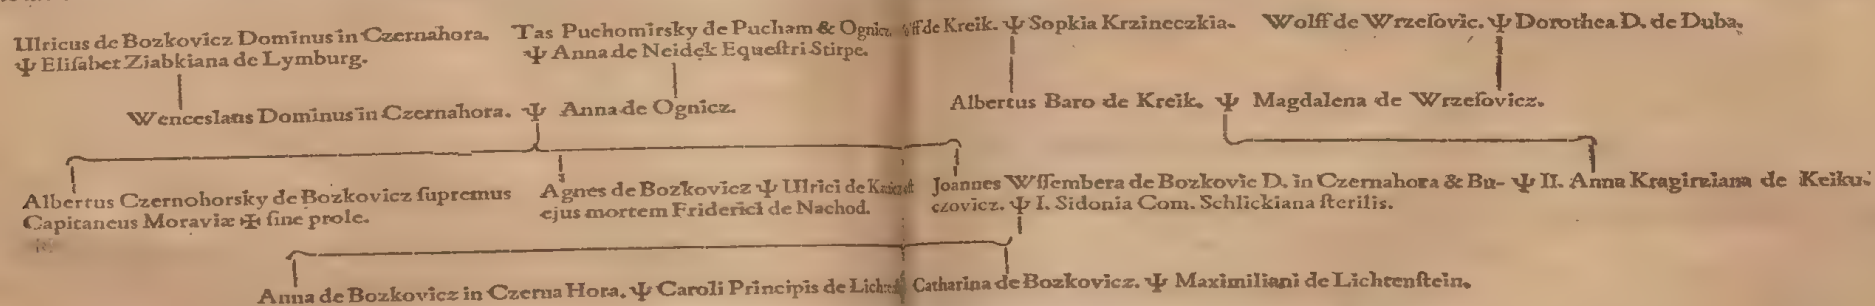 Ulricus de Bozkovicz Dominus in Czernahora.
Ψ Elisabet Ziabkiana de Lymburg.
Tas Puchomirsky de Pucham & Ognicz.
Ψ Anna de Neidek Equeſtri Stirpe.
ff de Kreik. Ψ Sopkia Krzineczkia.
Wolff de Wrzeſovic. Ψ Dorothea D. de Duba.
Wenceslaus Dominus in Czernahora. Ψ Anna de Ognicz.
Albertus Baro de Kreik. Ψ Magdalena de Wrzeſovicz.
Albertus Czernohorsky de Bozkovicz ſupremus
Capitaneus Moraviæ ✠ ſine prole.
Agnes de Bozkovicz Ψ Ulrici de
ejus mortem Friderici de Nachod.
Joannes Wſſembera de Bozkovic D. in Czernahora & Bu- Ψ II. Anna Kragirziana de Keiku.
czovicz. Ψ I. Sidonia Com. Schlickiana ſterilis.
Anna de Bozkovicz in Czerna Hora. Ψ Caroli Principis de
Catharina de Bozkovicz. Ψ Maximiliani de Lichtenſtein.